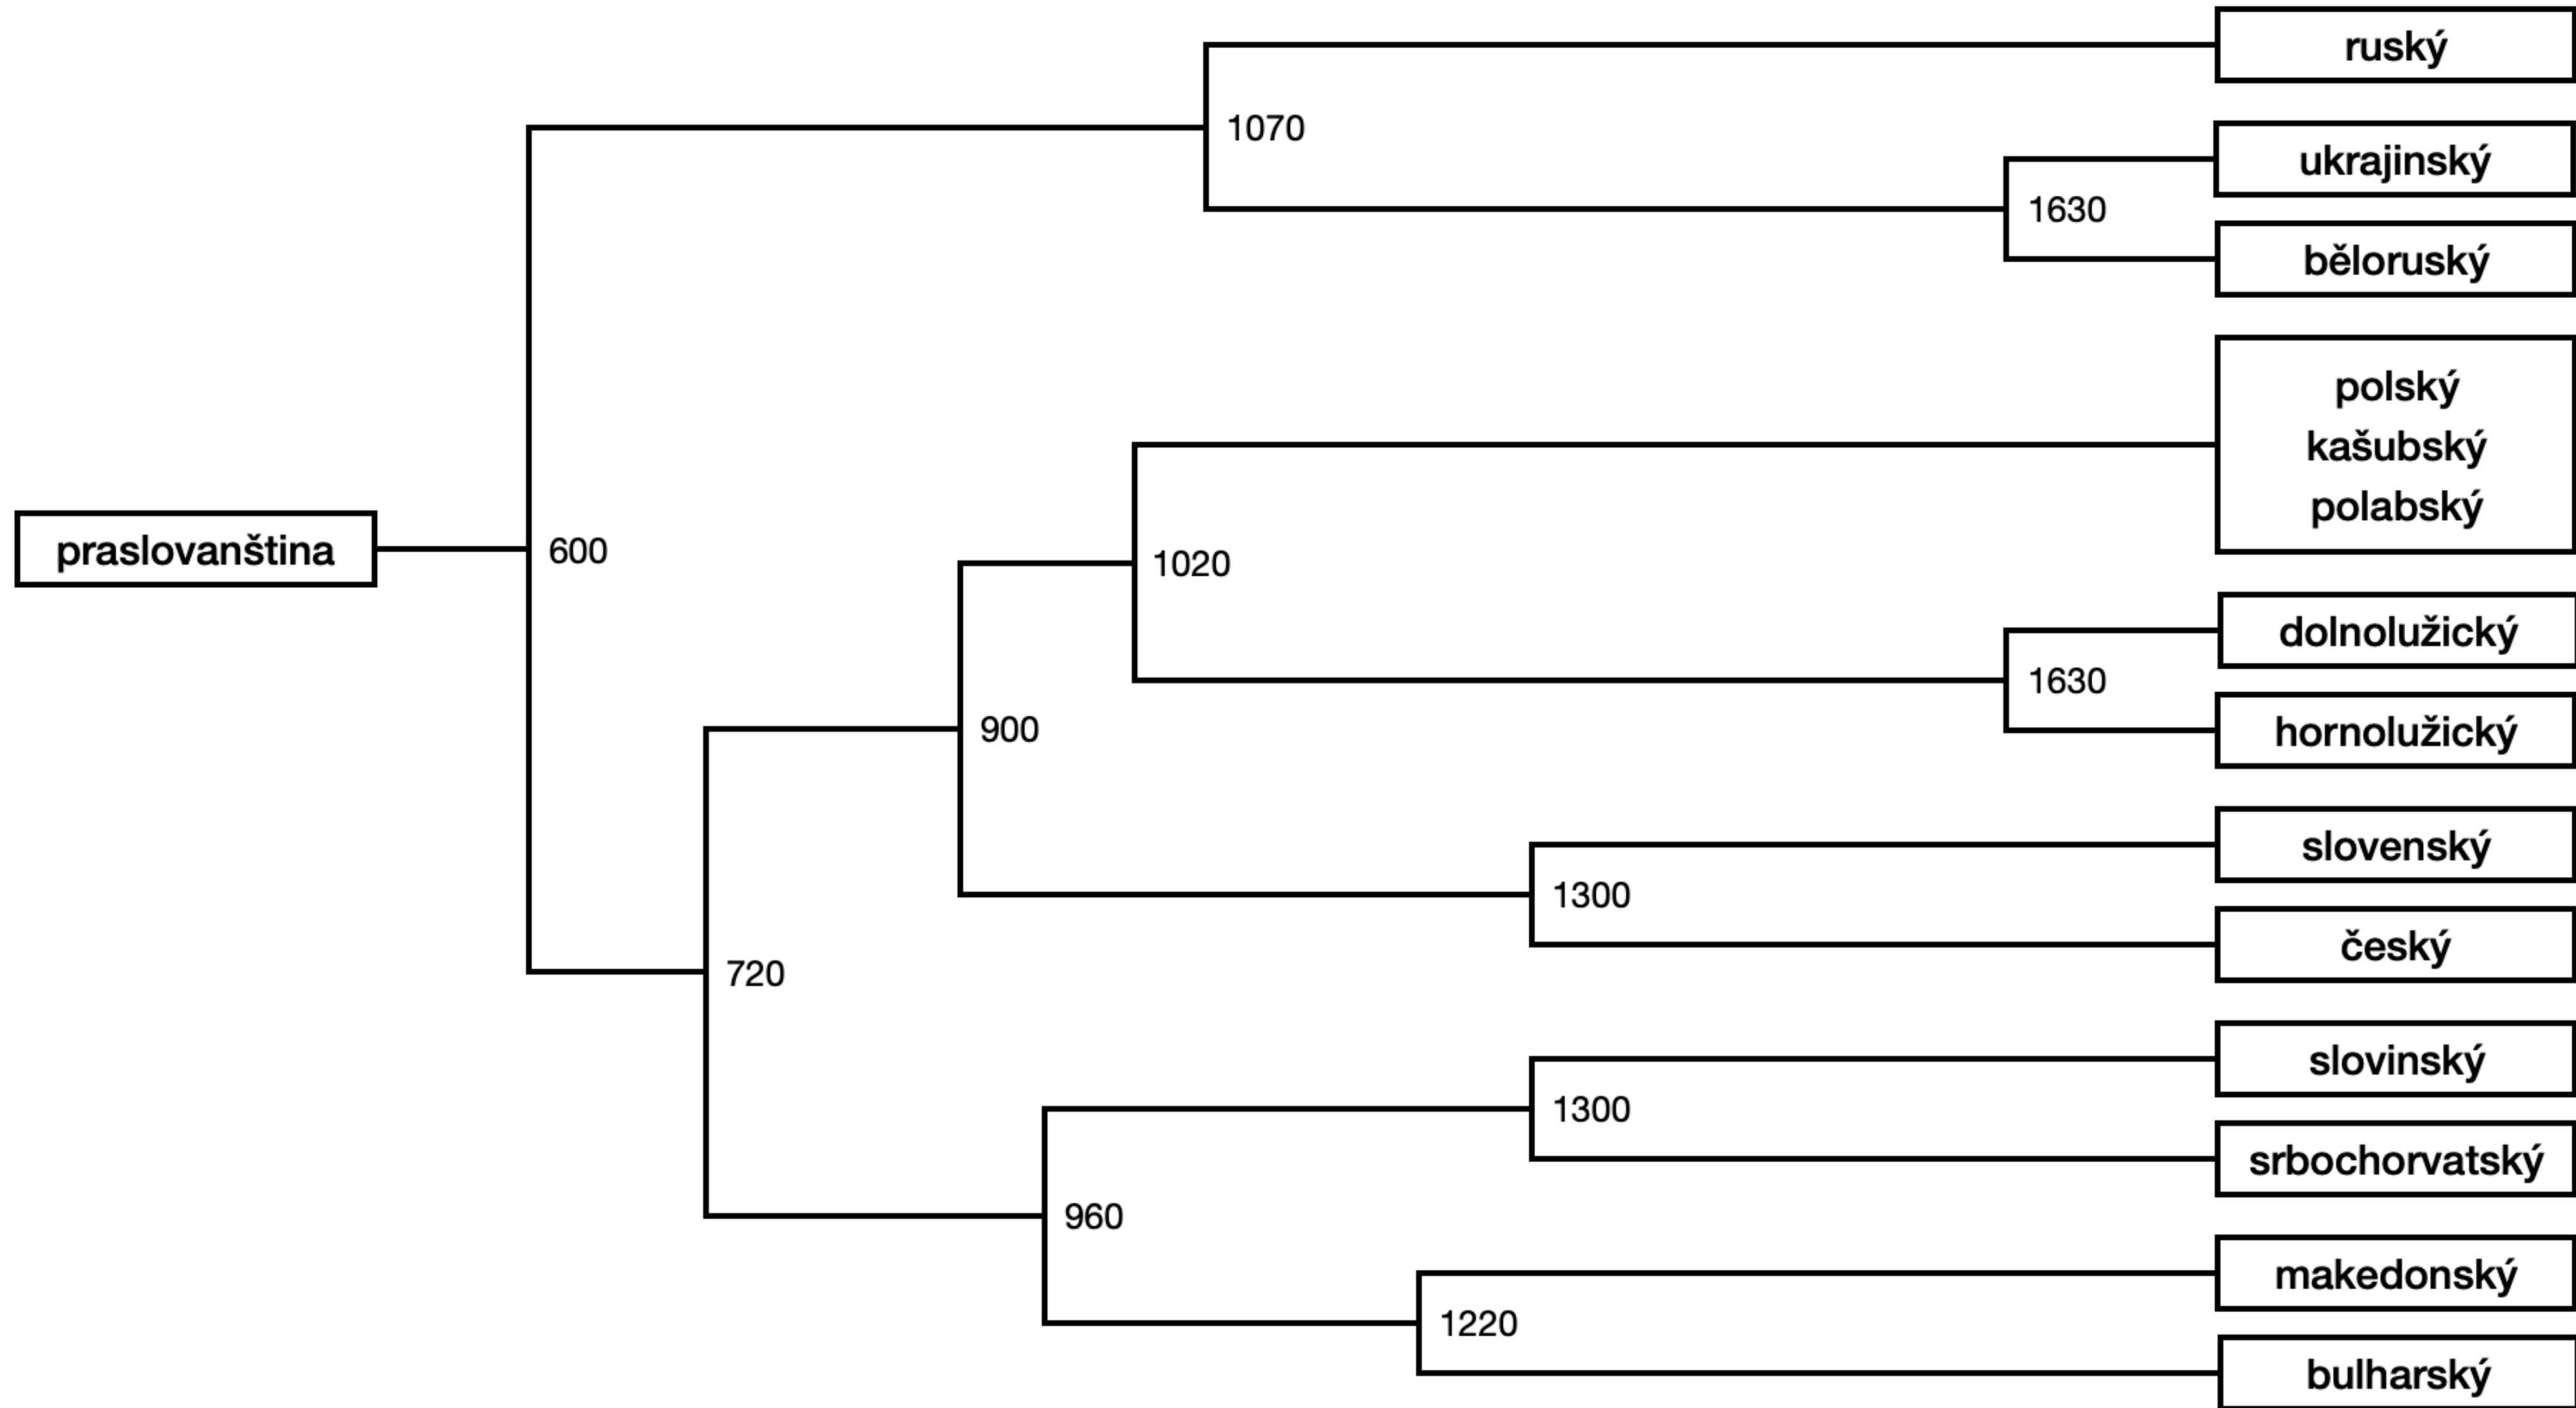 ruský
1070
ukrajinský
1630
běloruský
polský
kašubský
polabský
praslovanština
600
1020
dolnolužický
1630
hornolužický
900
slovenský
1300
český
720
slovinský
1300
srbochorvatský
960
makedonský
1220
bulharský